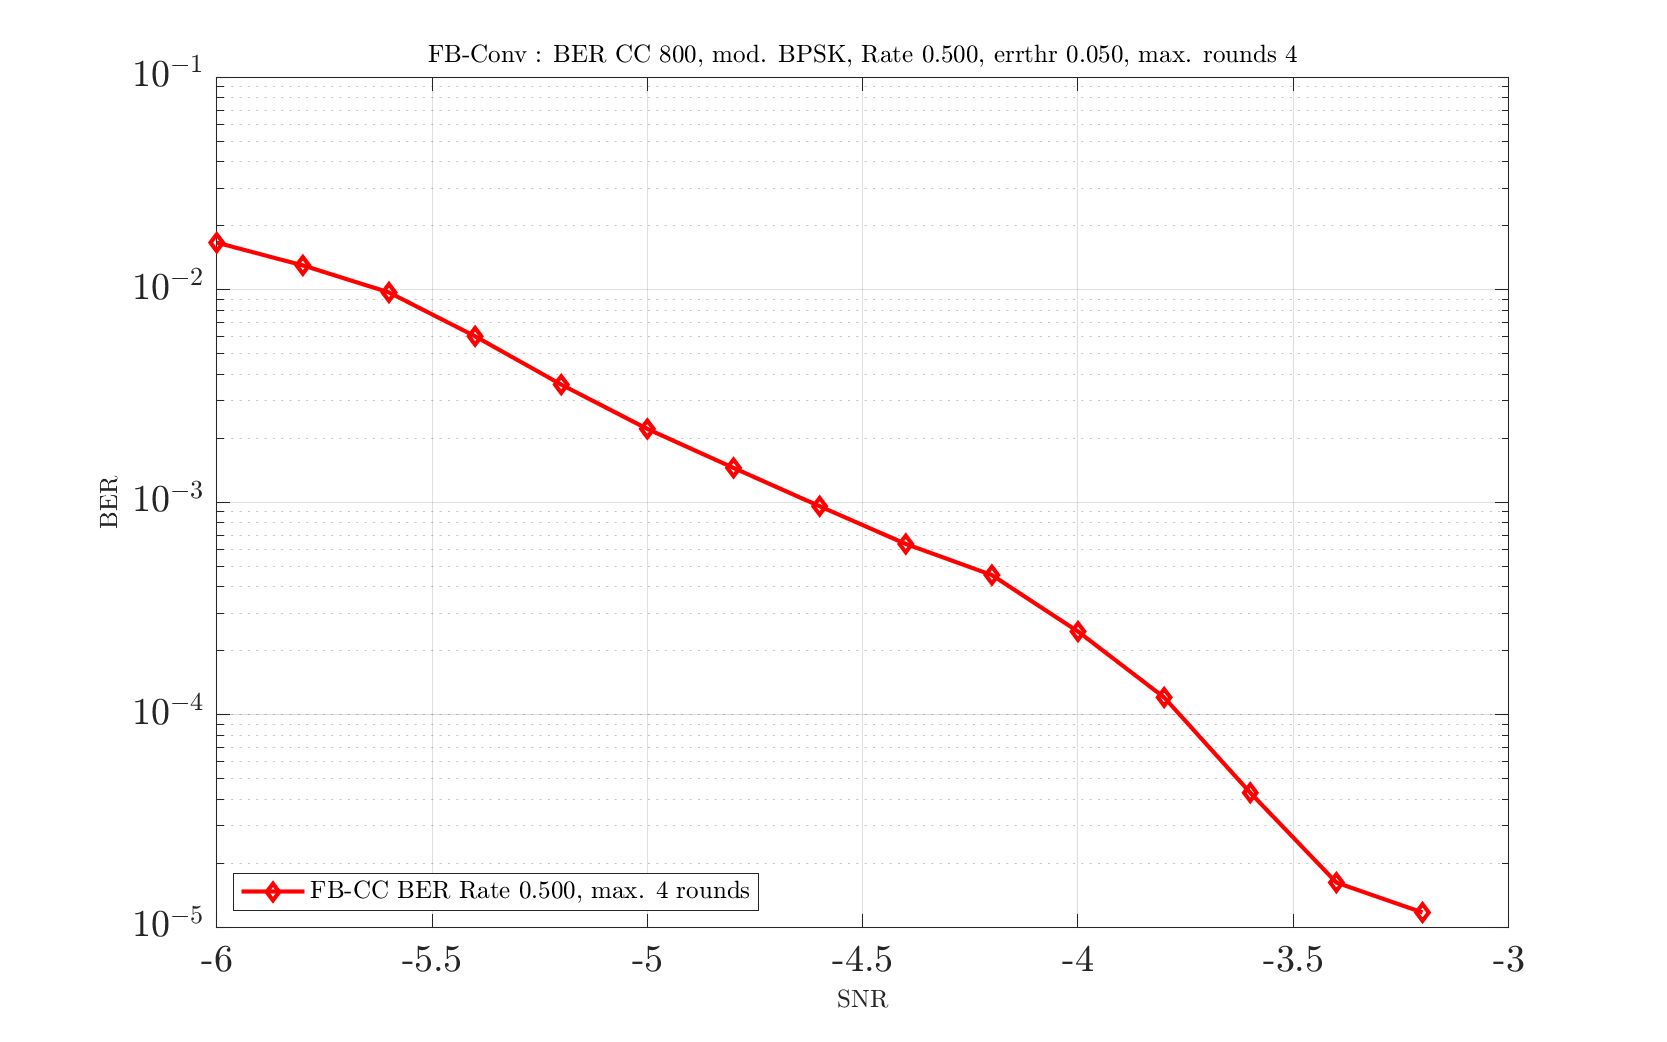 FB-Conv : BER CC 800, mod. BPSK, Rate 0.500, errthr 0.050, max. rounds 4
10^{-1}
10^{-2}
10^{-3}
10^{-4}
10^{-5}
BER
FB-CC BER Rate 0.500, max. 4 rounds
-6 -5.5 -5 -4.5 -4 -3.5 -3
SNR